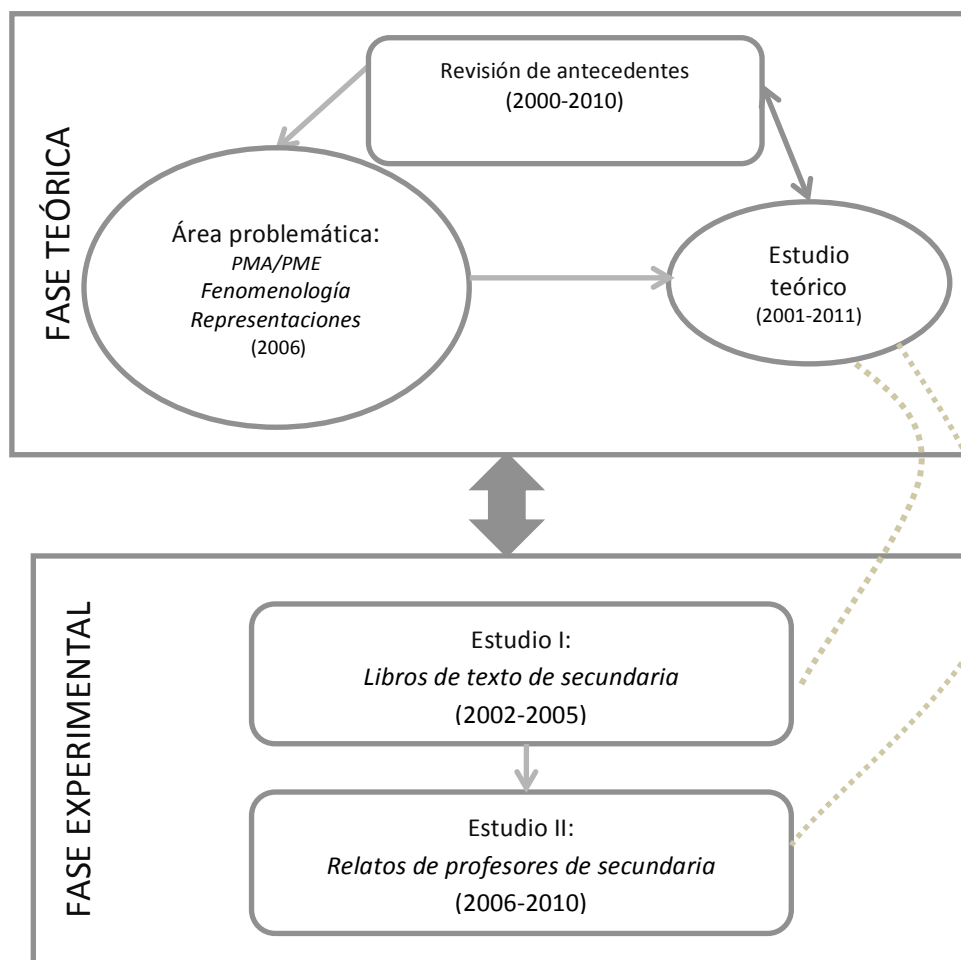 FASE TEÓRICA
Revisión de antecedentes
(2000-2010)
Área problemática:
PMA/PME
Fenomenología
Representaciones
(2006)
Estudio
teórico
(2001-2011)
FASE EXPERIMENTAL
Estudio I:
Libros de texto de secundaria
(2002-2005)
Estudio II:
Relatos de profesores de secundaria
(2006-2010)